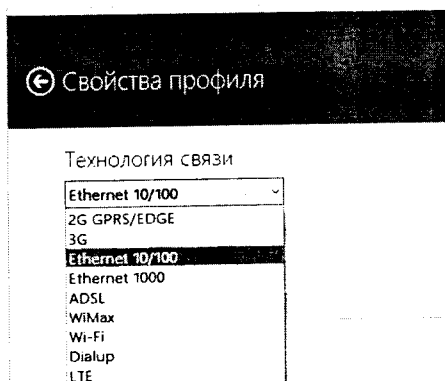 Свойства профиля
Технология связи
Ethernet 10/100
2G GPRS/EDGE
3G
Ethernet 10/100
Ethernet 1000
ADSL
WiMax
Wi-Fi
Dialup
LTE